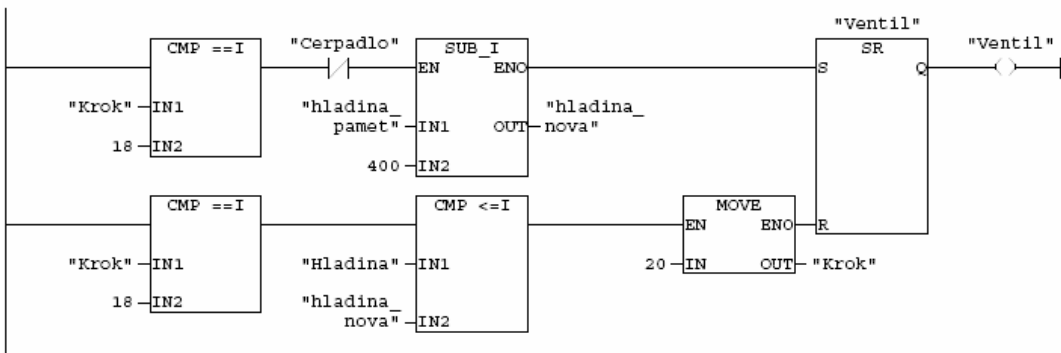 "Ventil"
CMP ==I "Cerpadlo" SUB_I SR "Ventil"
EN ENO S Q
"Krok" IN1 "hladina_ "hladina_
pamet" IN1 OUT nova"
18 IN2
400 IN2
CMP ==I CMP <=I MOVE
EN ENO R
"Krok" IN1 "Hladina" IN1 20 IN OUT "Krok"
18 IN2 "hladina_
nova" IN2